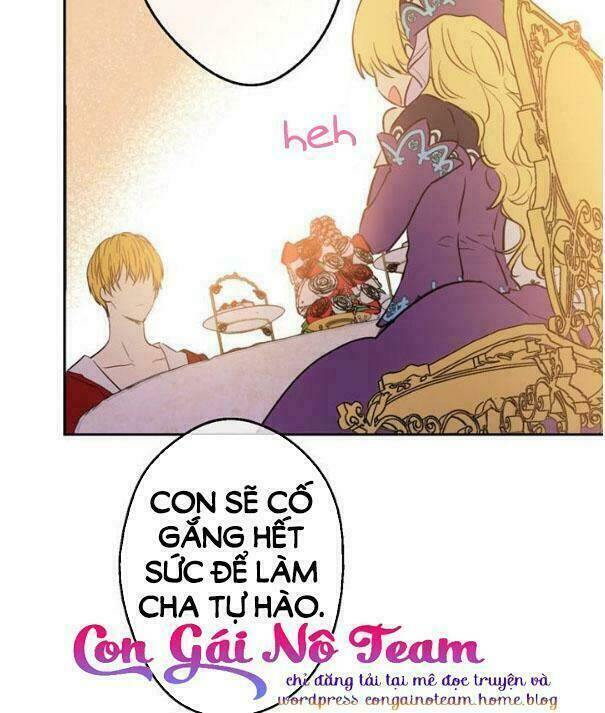 heh
CON SẼ CỐ
GẮNG HẾT
SỨC ĐỂ LÀM
CHA TỰ HÀO.
Con Gái Nô Team
chỉ đăng tải tại mê đọc truyện và
wordpress congainoteam.home.blog